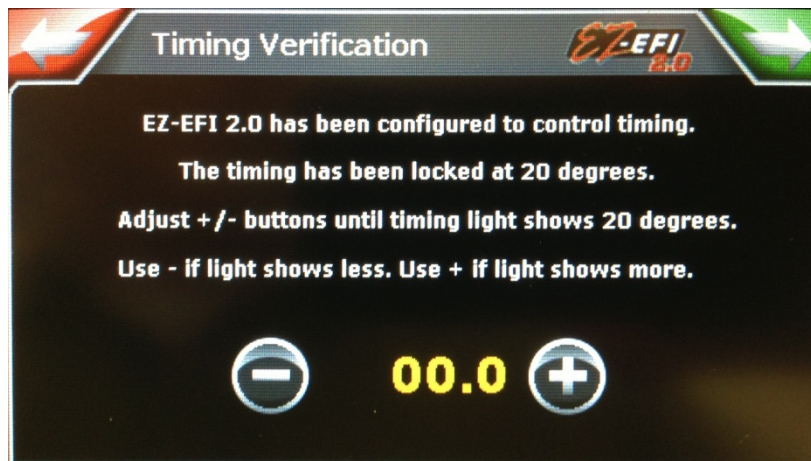 Timing Verification
EZ-EFI
2.0
EZ-EFI 2.0 has been configured to control timing.
The timing has been locked at 20 degrees.
Adjust +/- buttons until timing light shows 20 degrees.
Use - if light shows less. Use + if light shows more.
- 00.0 +